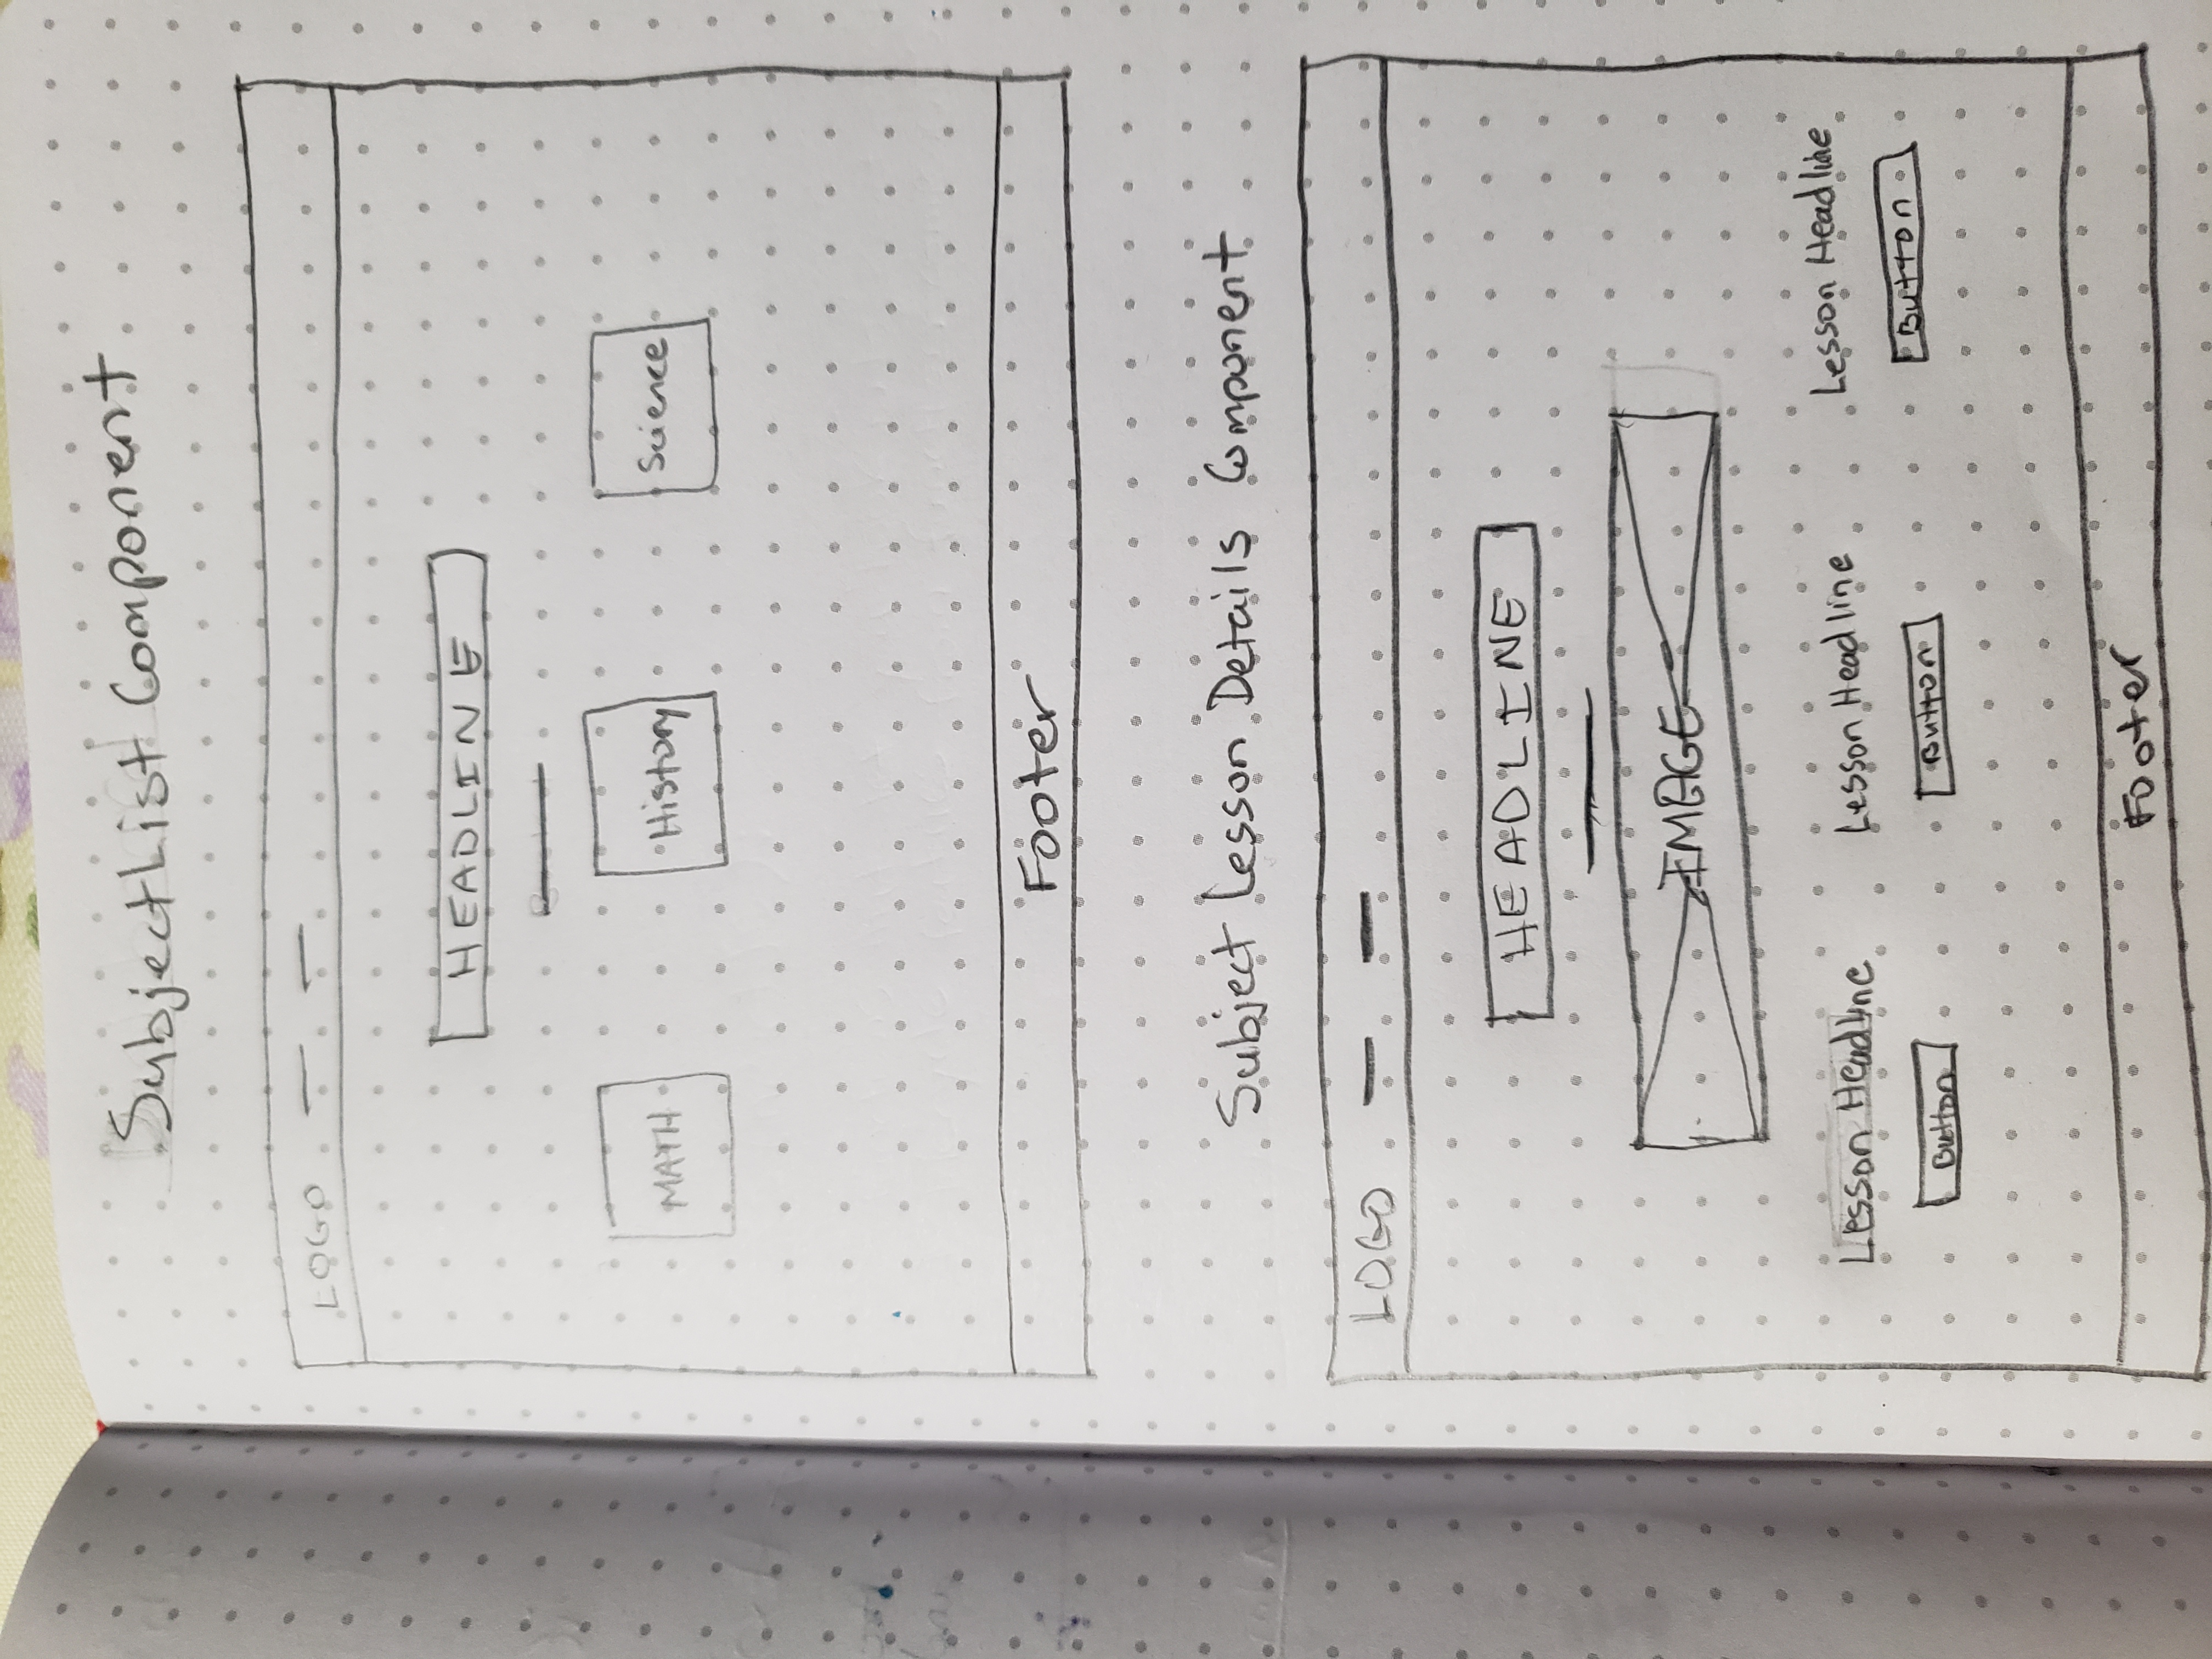 SubjectList Component
LOGO
HEADLINE
MATH
History
Science
Footer
Subject Lesson Details Component
LOGO
HEADLINE
IMAGE
Lesson Headline
Lesson Headline
Lesson Headline
Button
Button
Button
Footer